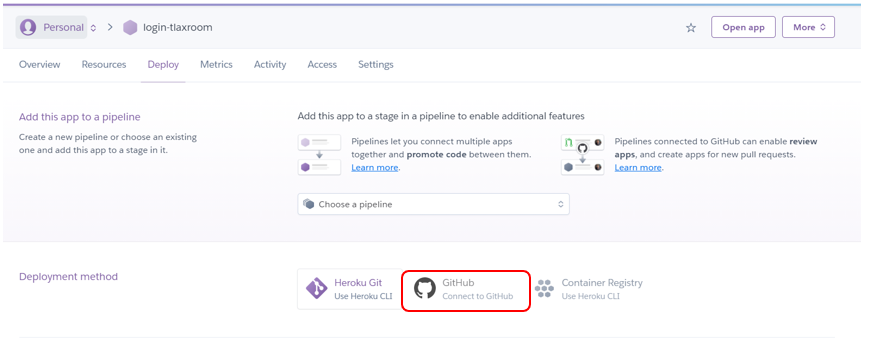 Personal > login-tlaxroom Open app More
Overview Resources Deploy Metrics Activity Access Settings
Add this app to a pipeline
Create a new pipeline or choose an existing
one and add this app to a stage in it.
Add this app to a stage in a pipeline to enable additional features
Pipelines let you connect multiple apps
together and promote code between them.
Learn more.
Pipelines connected to GitHub can enable review
apps, and create apps for new pull requests.
Learn more.
Choose a pipeline
Deployment method
Heroku Git
Use Heroku CLI
GitHub
Connect to GitHub
Container Registry
Use Heroku CLI